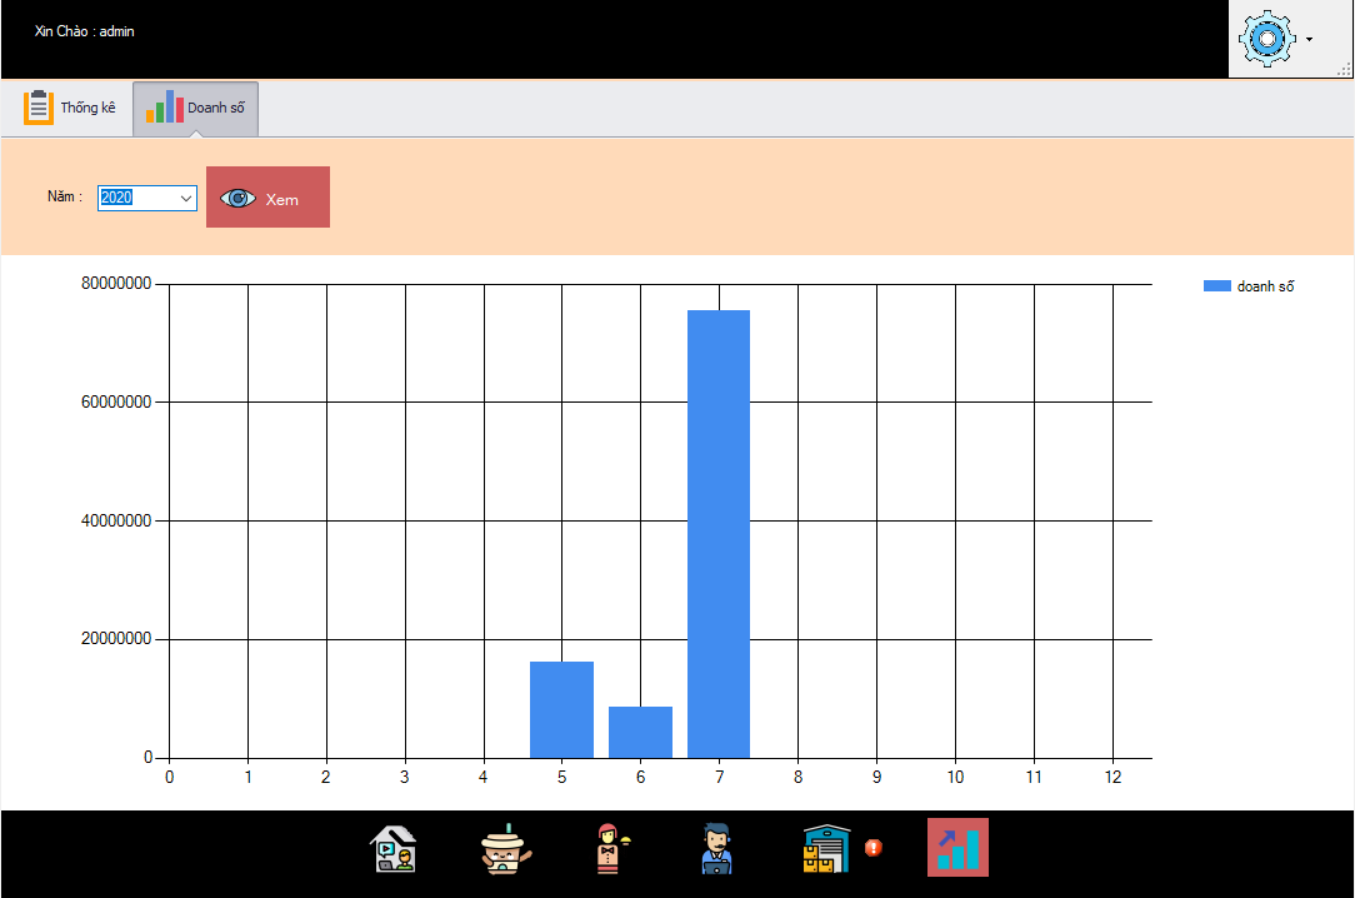 Xin Chào : admin
Thống kê
Doanh số
Năm :
2020
Xem
80000000
doanh số
60000000
40000000
20000000
0
0 1 2 3 4 5 6 7 8 9 10 11 12